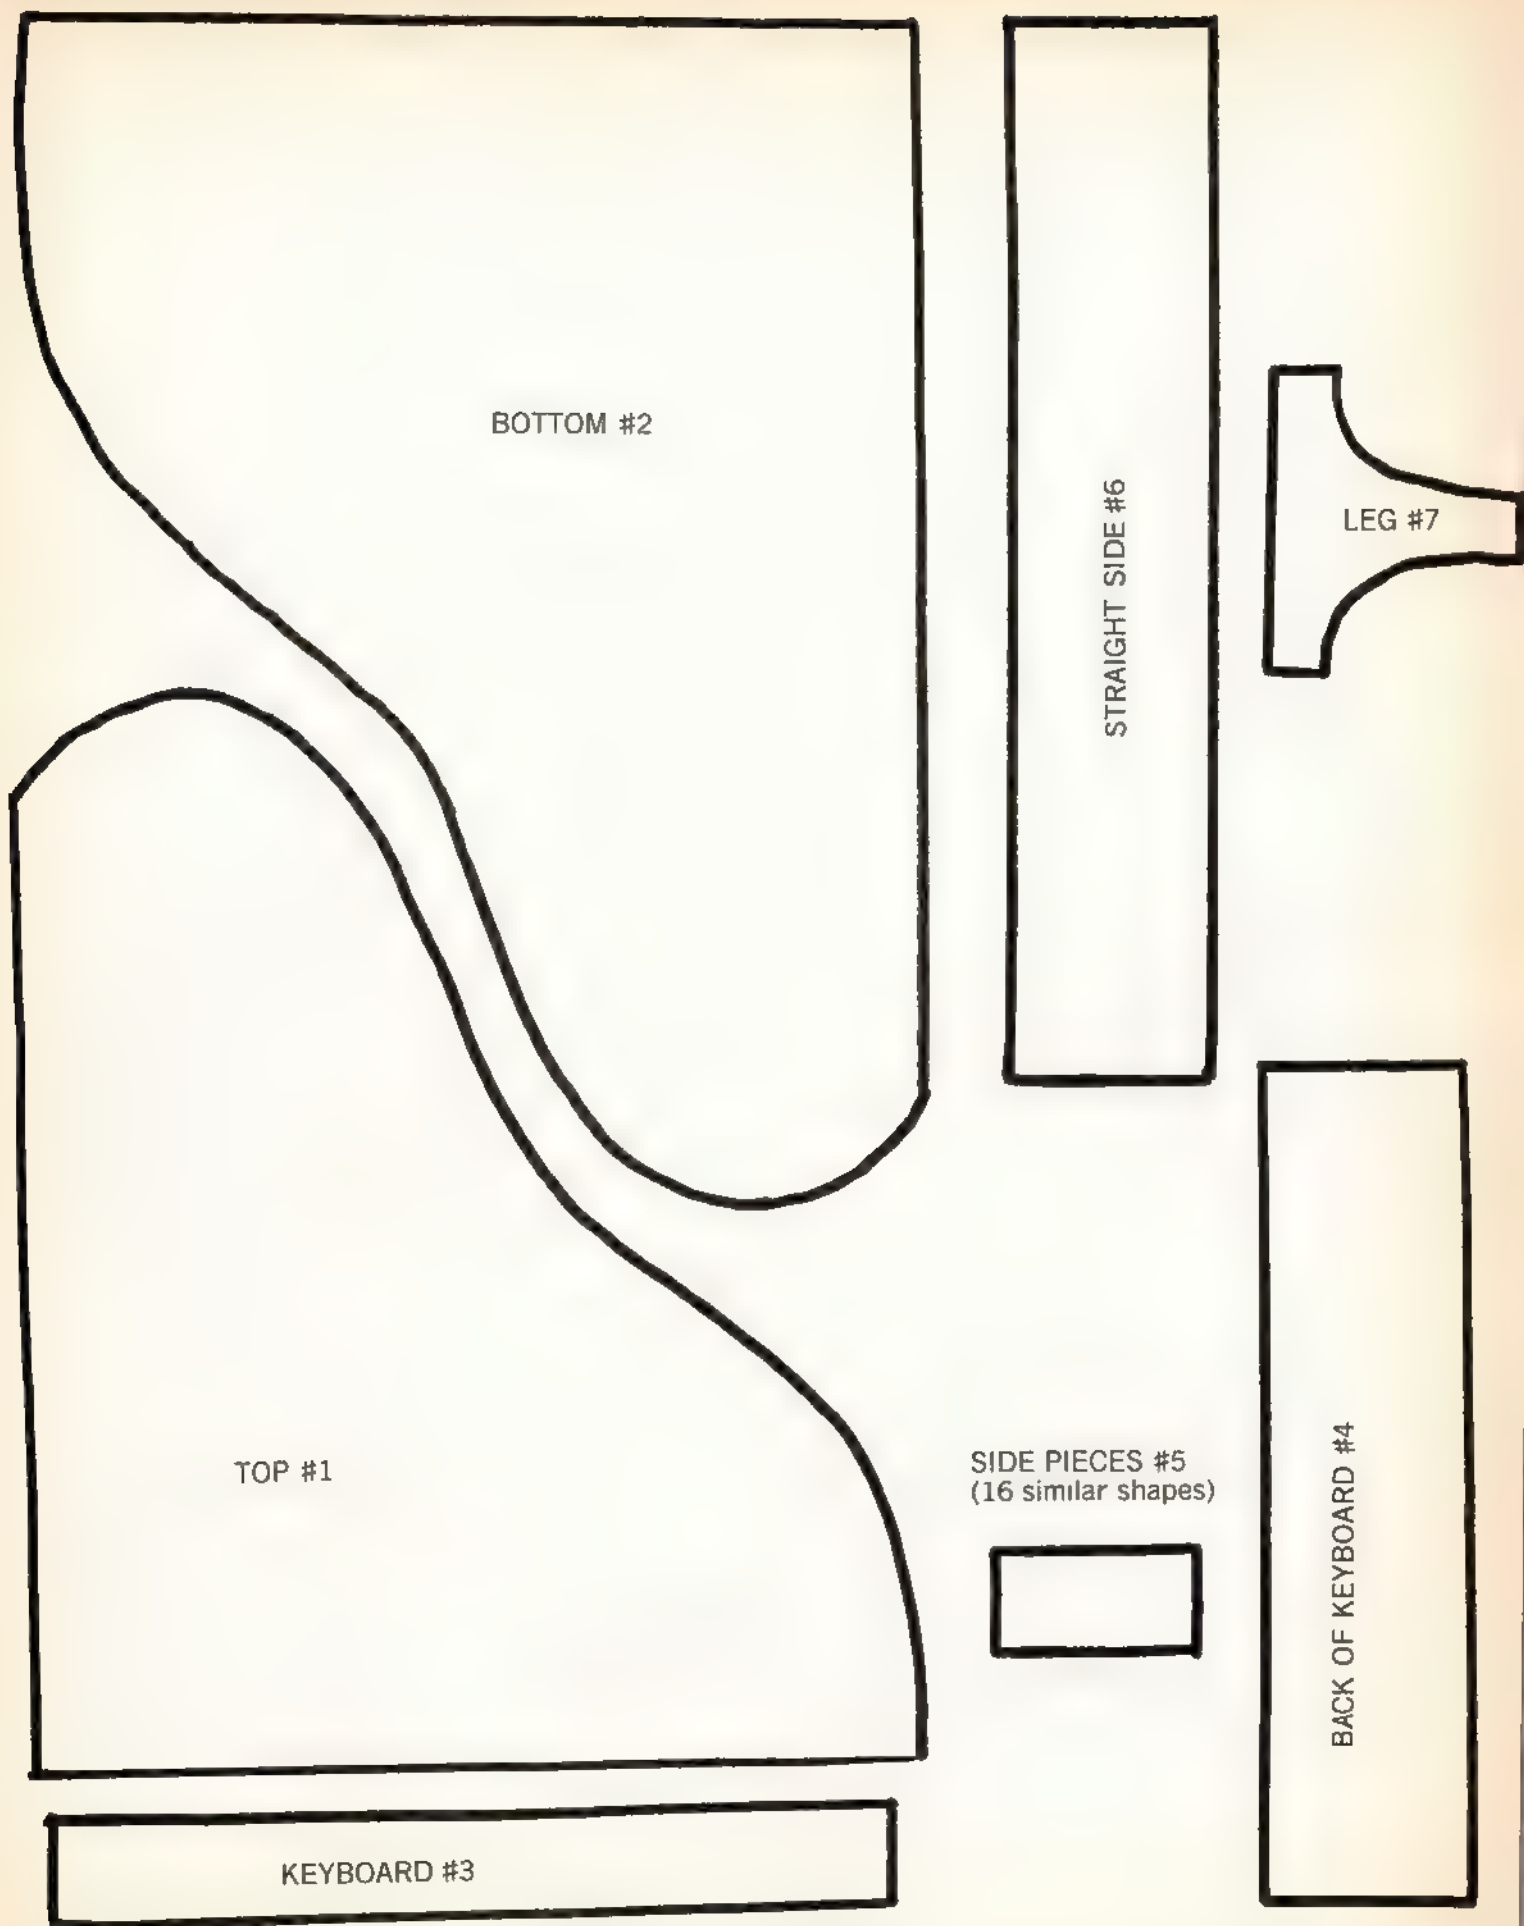 BOTTOM #2
STRAIGHT SIDE #6
LEG #7
TOP #1
SIDE PIECES #5
(16 similar shapes)
BACK OF KEYBOARD #4
KEYBOARD #3